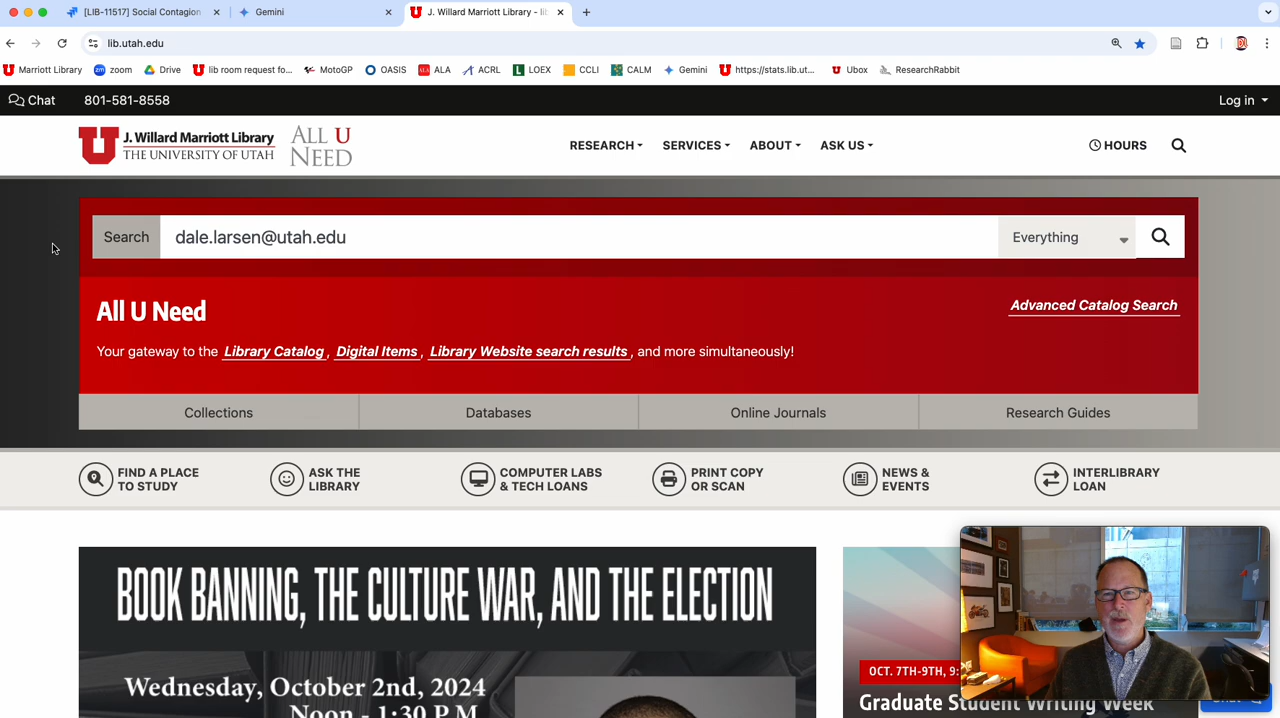 [LIB-11517] Social Contagion
Gemini
J. Willard Marriott Library - lib
lib.utah.edu
Marriott Library
zoom
Drive
lib room request fo...
MotoGP
OASIS
ALA
ACRL
LOEX
CCLI
CALM
Gemini
https://stats.lib.ut...
Ubox
ResearchRabbit
Chat
801-581-8558
Log in
J. Willard Marriott Library
THE UNIVERSITY OF UTAH
ALL U
NEED
RESEARCH
SERVICES
ABOUT
ASK US
HOURS
Search
dale.larsen@utah.edu
Everything
All U Need
Advanced Catalog Search
Your gateway to the Library Catalog, Digital Items, Library Website search results, and more simultaneously!
Collections
Databases
Online Journals
Research Guides
FIND A PLACE
TO STUDY
ASK THE
LIBRARY
COMPUTER LABS
& TECH LOANS
PRINT COPY
OR SCAN
NEWS &
EVENTS
INTERLIBRARY
LOAN
BOOK BANNING, THE CULTURE WAR, AND THE ELECTION
Wednesday, October 2nd, 2024
Noon - 1:30 P.M
OCT. 7TH-9TH, 9:
Graduate Student Writing Week